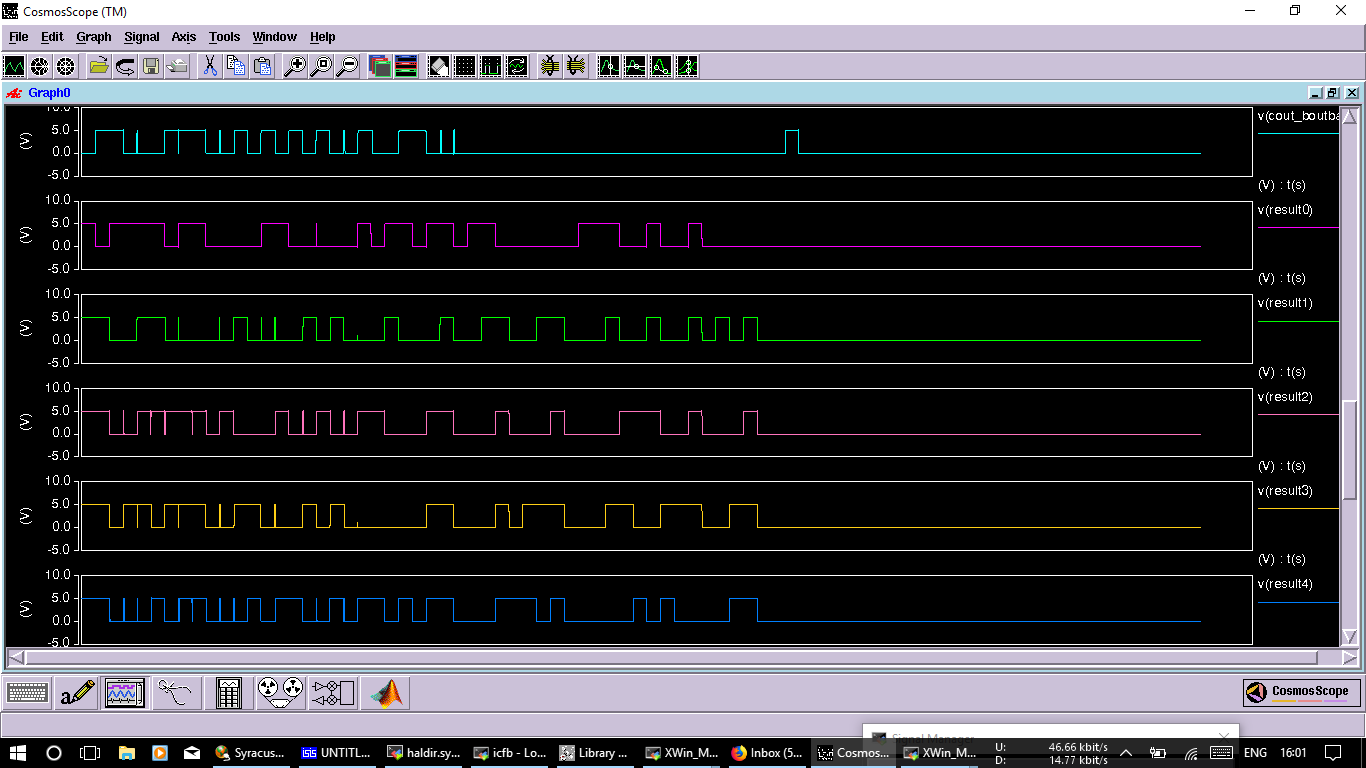 CosmosScope (TM)
File Edit Graph Signal Axis Tools Window Help
Graph0
10.0
(V) 5.0
0.0
-5.0
v(cout_boutba
(V) : t(s)
10.0
(V) 5.0
0.0
-5.0
v(result0)
(V) : t(s)
10.0
(V) 5.0
0.0
-5.0
v(result1)
(V) : t(s)
10.0
(V) 5.0
0.0
-5.0
v(result2)
(V) : t(s)
10.0
(V) 5.0
0.0
-5.0
v(result3)
(V) : t(s)
10.0
(V) 5.0
0.0
-5.0
v(result4)
a
CosmosScope
Signal Manager
Syracus... ISIS UNTITL... haldir.sy... icfb - Lo... Library ... XWin_M... Inbox (5... Cosmos... XWin_M... U: 46.66 kbit/s ENG 16:01
D: 14.77 kbit/s